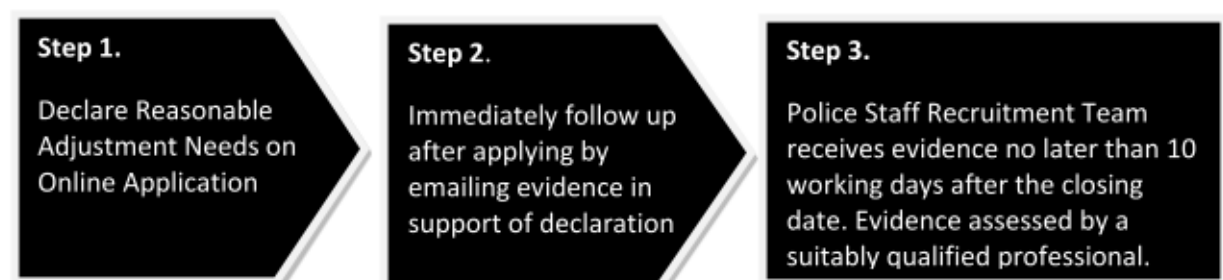 Step 1.
Declare Reasonable
Adjustment Needs on
Online Application
Step 2.
Immediately follow up
after applying by
emailing evidence in
support of declaration
Step 3.
Police Staff Recruitment Team
receives evidence no later than 10
working days after the closing
date. Evidence assessed by a
suitably qualified professional.